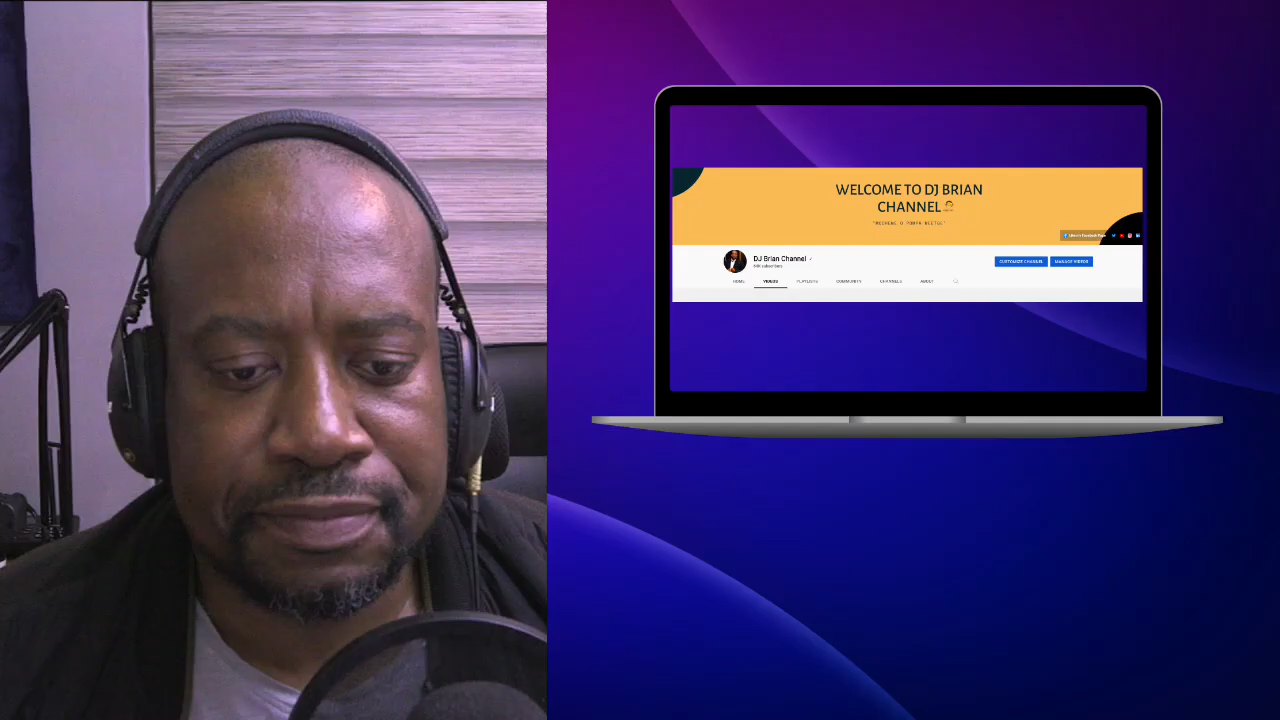 WELCOME TO DJ BRIAN
CHANNEL
DJ Brian Channel
CUSTOMIZE CHANNEL
MANAGE VIDEOS
HOME
VIDEOS
PLAYLISTS
COMMUNITY
CHANNELS
ABOUT